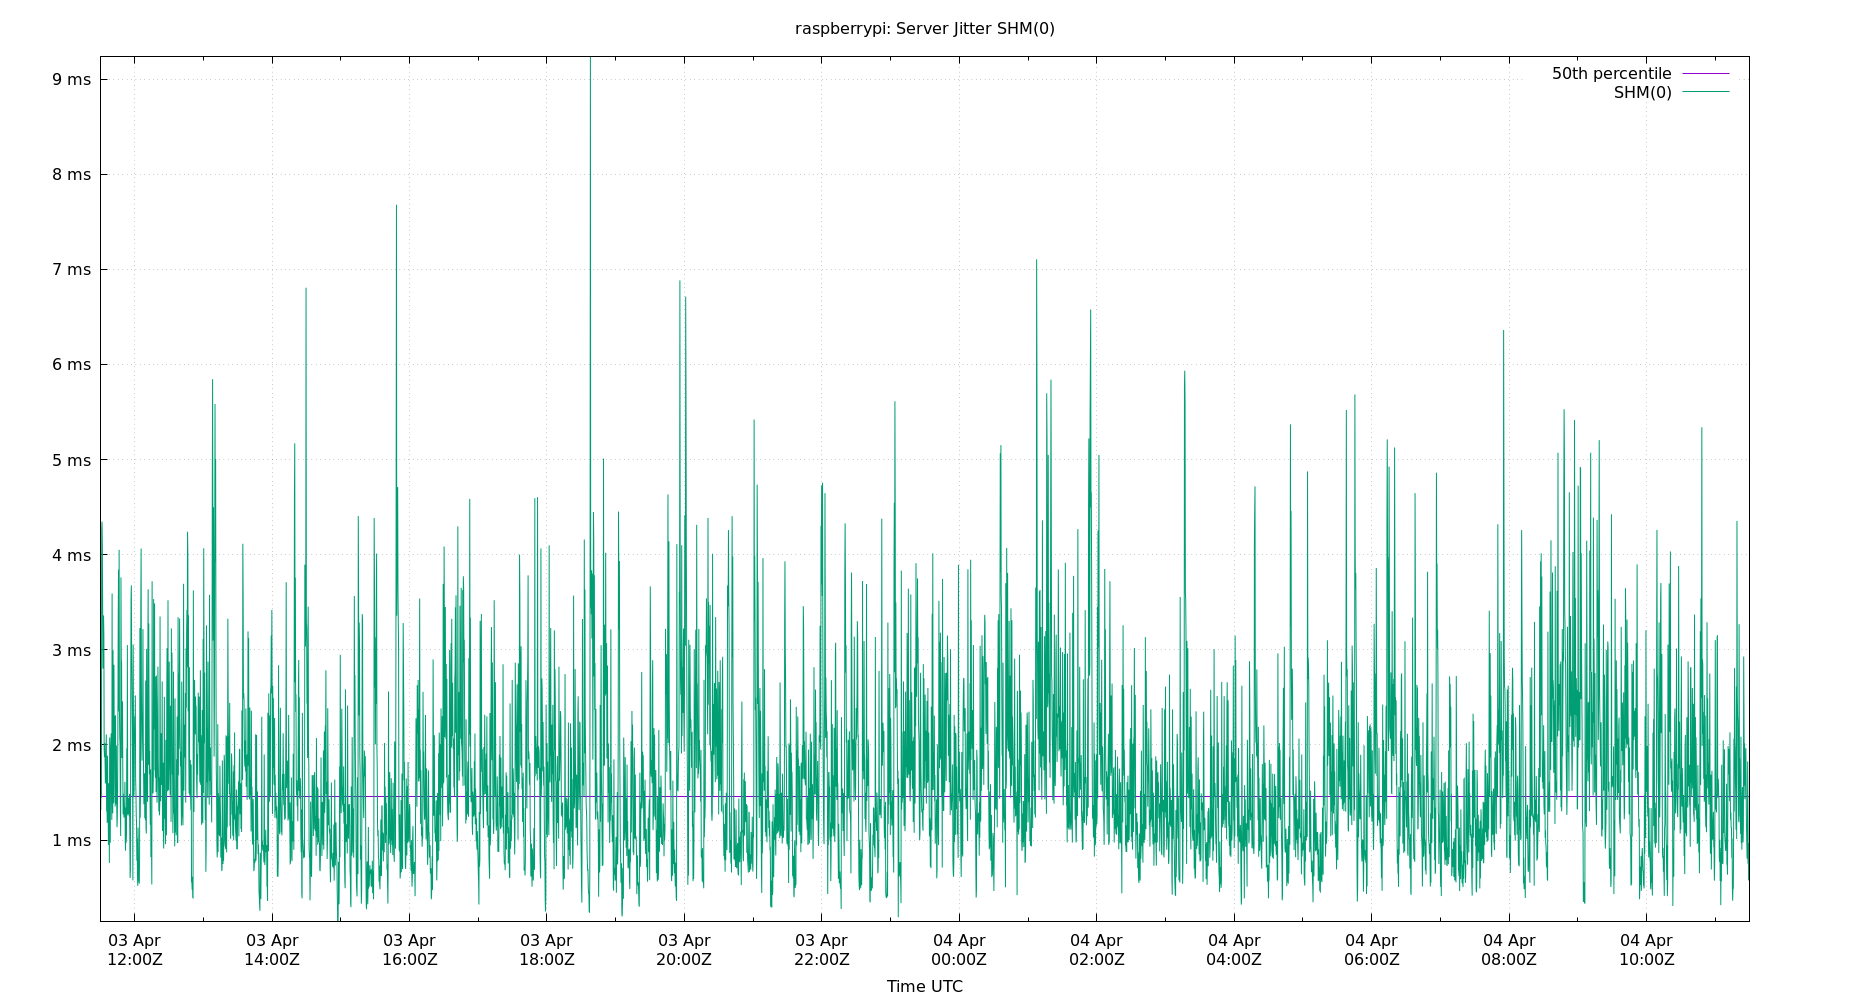 raspberrypi: Server Jitter SHM(0)
50th percentile
SHM(0)
9 ms
8 ms
7 ms
6 ms
5 ms
4 ms
3 ms
2 ms
1 ms
03 Apr 03 Apr 03 Apr 03 Apr 03 Apr 03 Apr 04 Apr 04 Apr 04 Apr 04 Apr 04 Apr 04 Apr
12:00Z 14:00Z 16:00Z 18:00Z 20:00Z 22:00Z 00:00Z 02:00Z 04:00Z 06:00Z 08:00Z 10:00Z
Time UTC